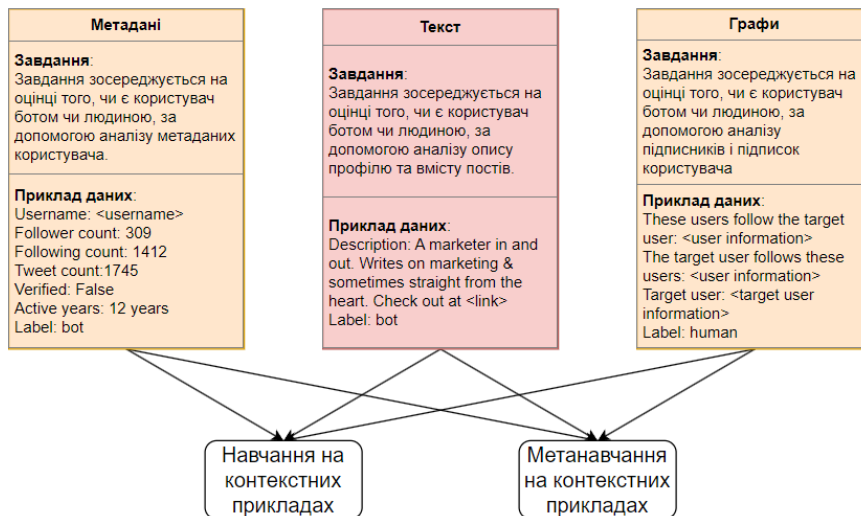 Метадані
Завдання:
Завдання зосереджується на
оцінці того, чи є користувач
ботом чи людиною, за
допомогою аналізу метаданих
користувача.
Приклад даних:
Username: <username>
Follower count: 309
Following count: 1412
Tweet count:1745
Verified: False
Active years: 12 years
Label: bot
Текст
Завдання:
Завдання зосереджується на
оцінці того, чи є користувач
ботом чи людиною, за
допомогою аналізу опису
профілю та вмісту постів.
Приклад даних:
Description: A marketer in and
out. Writes on marketing &
sometimes straight from the
heart. Check out at <link>
Label: bot
Графи
Завдання:
Завдання зосереджується на
оцінці того, чи є користувач
ботом чи людиною, за
допомогою аналізу
підписників і підписок
користувача
Приклад даних:
These users follow the target
user: <user information>
The target user follows these
users: <user information>
Target user: <target user
information>
Label: human
Навчання на
контекстних
прикладах
Метанавчання
на контекстних
прикладах